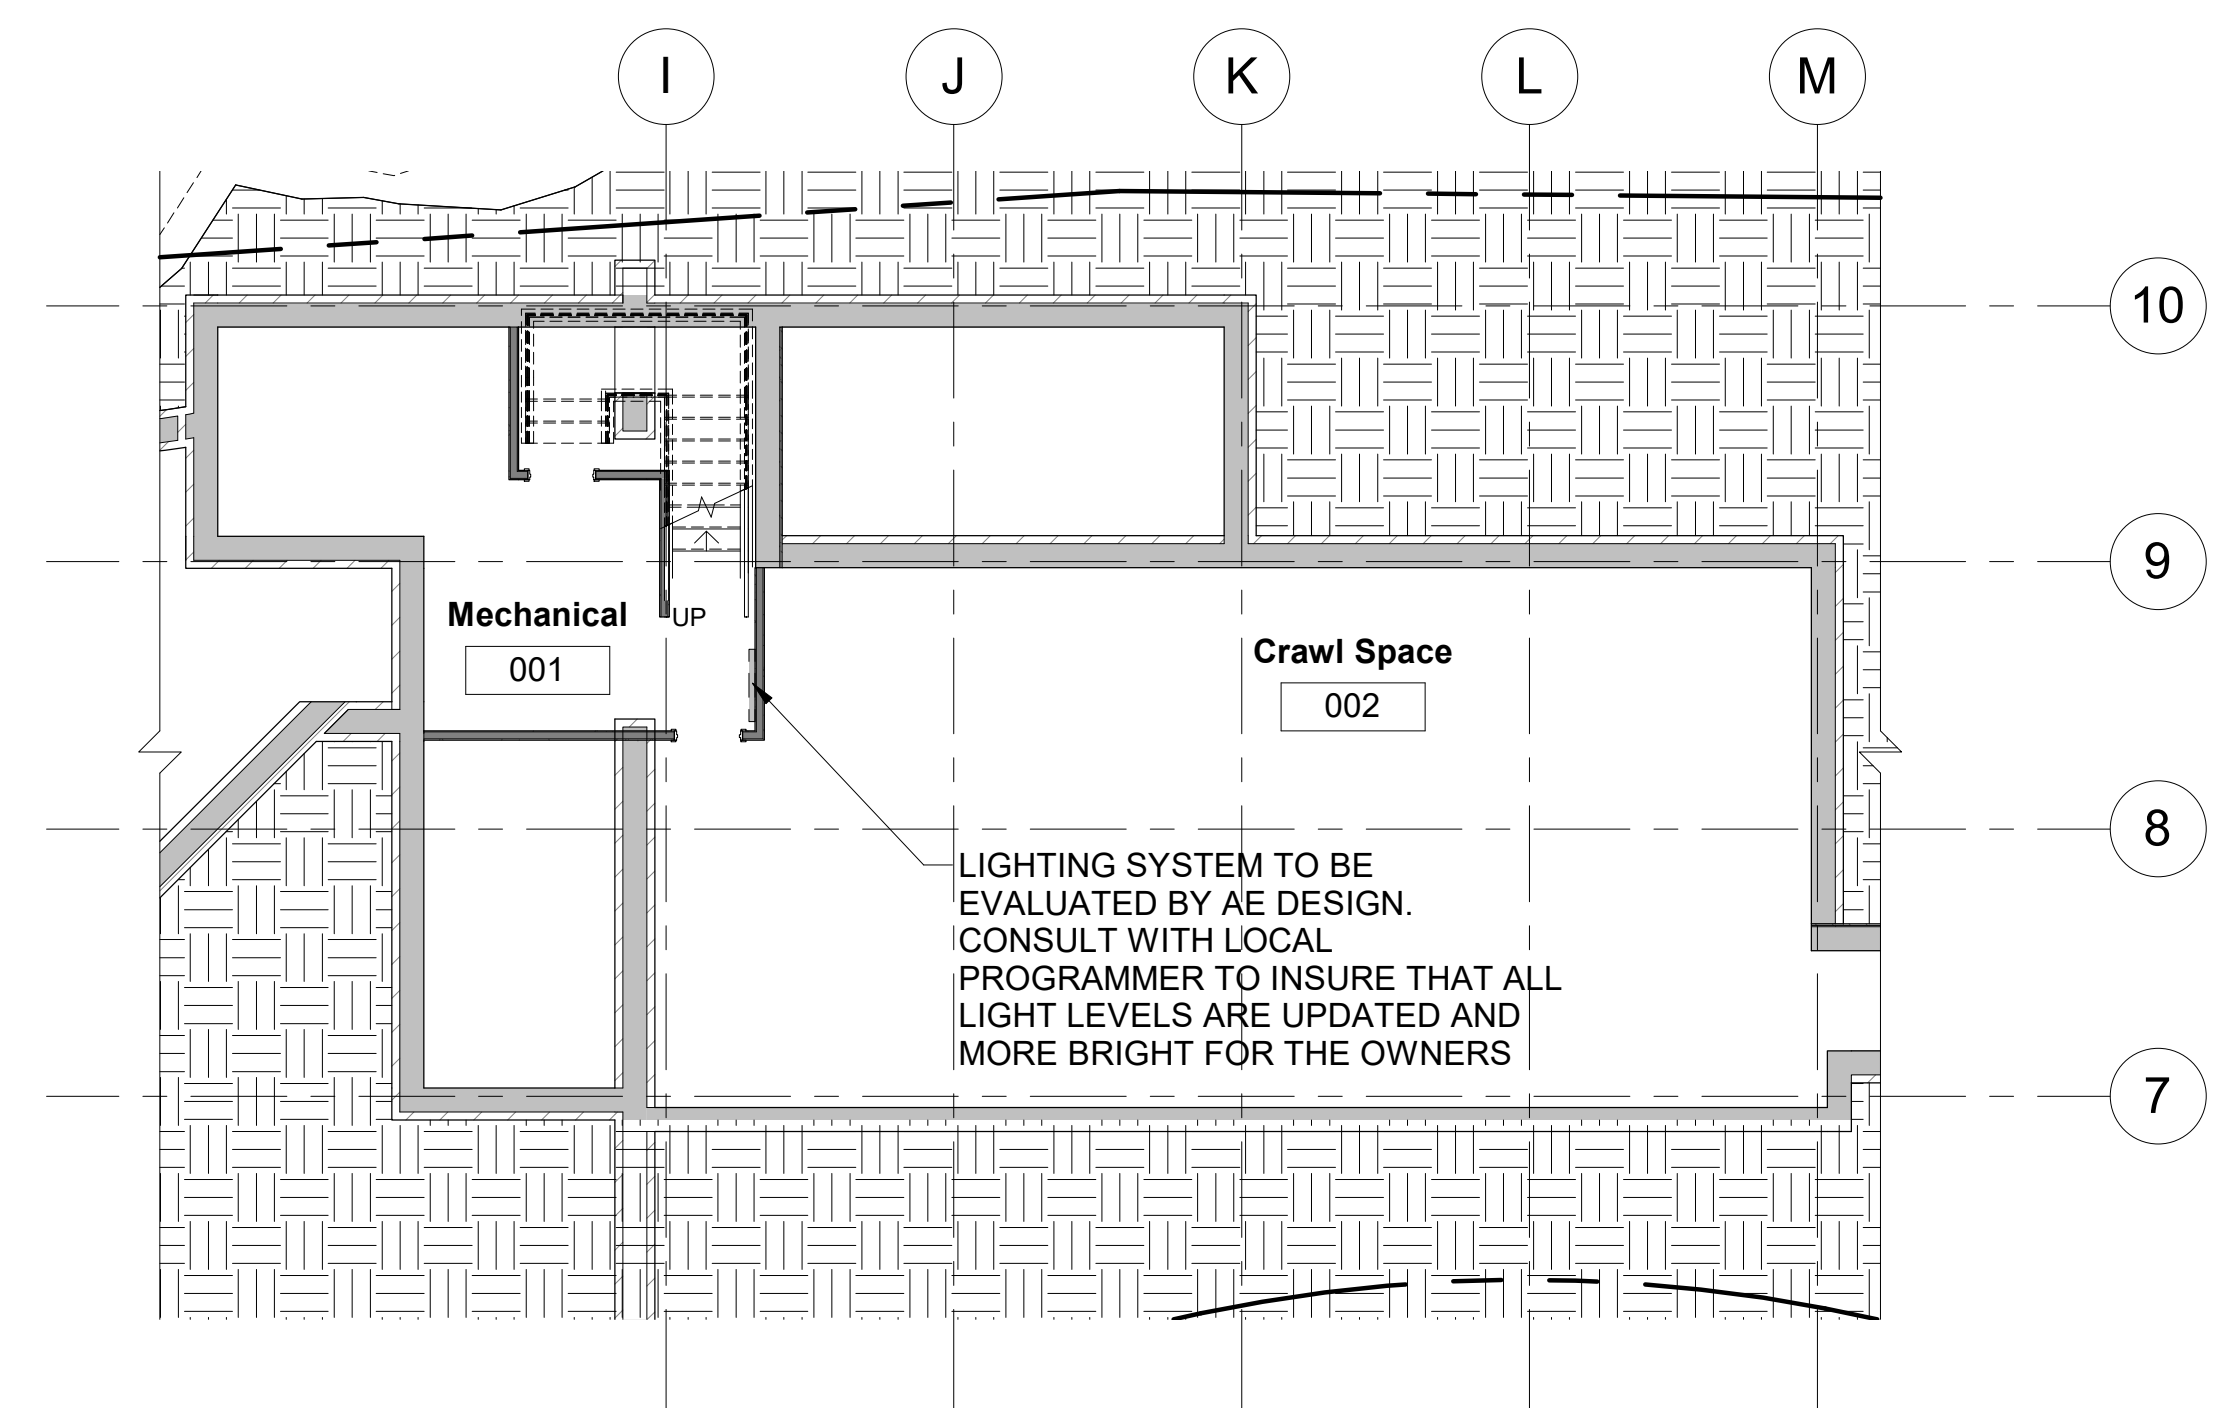 I
J
K
L
M
10
9
Mechanical
001
UP
Crawl Space
002
8
LIGHTING SYSTEM TO BE
EVALUATED BY AE DESIGN.
CONSULT WITH LOCAL
PROGRAMMER TO INSURE THAT ALL
LIGHT LEVELS ARE UPDATED AND
MORE BRIGHT FOR THE OWNERS
7